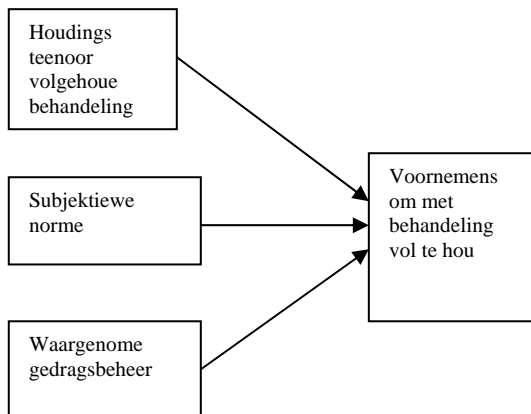 Houdings
teenoor
volgehoue
behandeling
Subjektiewe
norme
Voornemens
om met
behandeling
vol te hou
Waargenome
gedragsbeheer